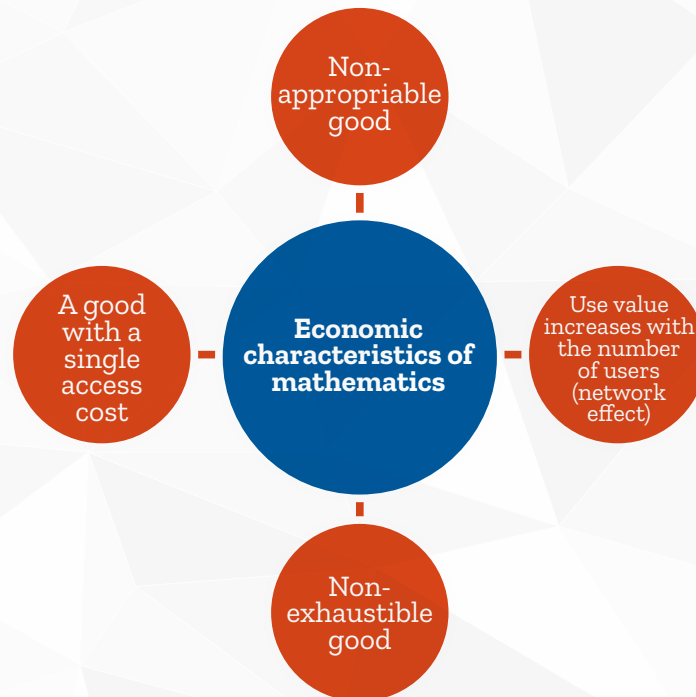 Non-
appropriable
good
A good
with a
single
access
cost
Economic
characteristics of
mathematics
Use value
increases with
the number
of users
(network
effect)
Non-
exhaustible
good